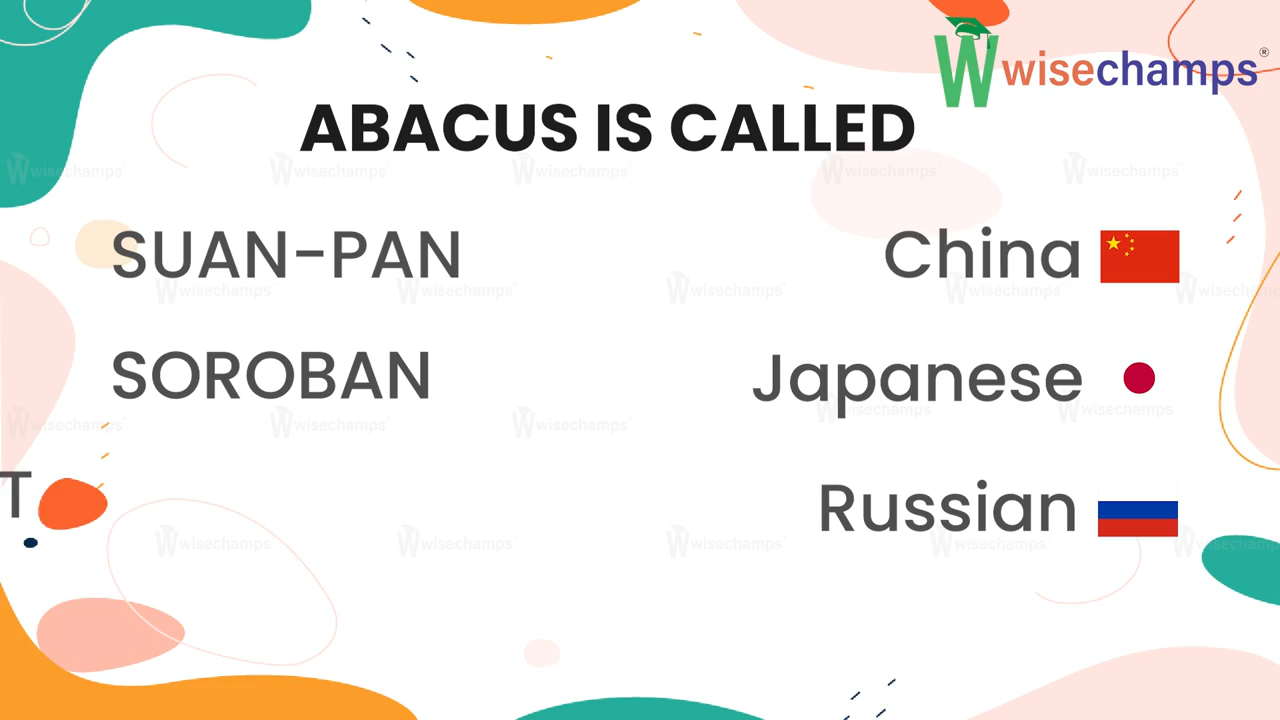 wisechamps®
ABACUS IS CALLED
SUAN-PAN China
SOROBAN Japanese
T Russian